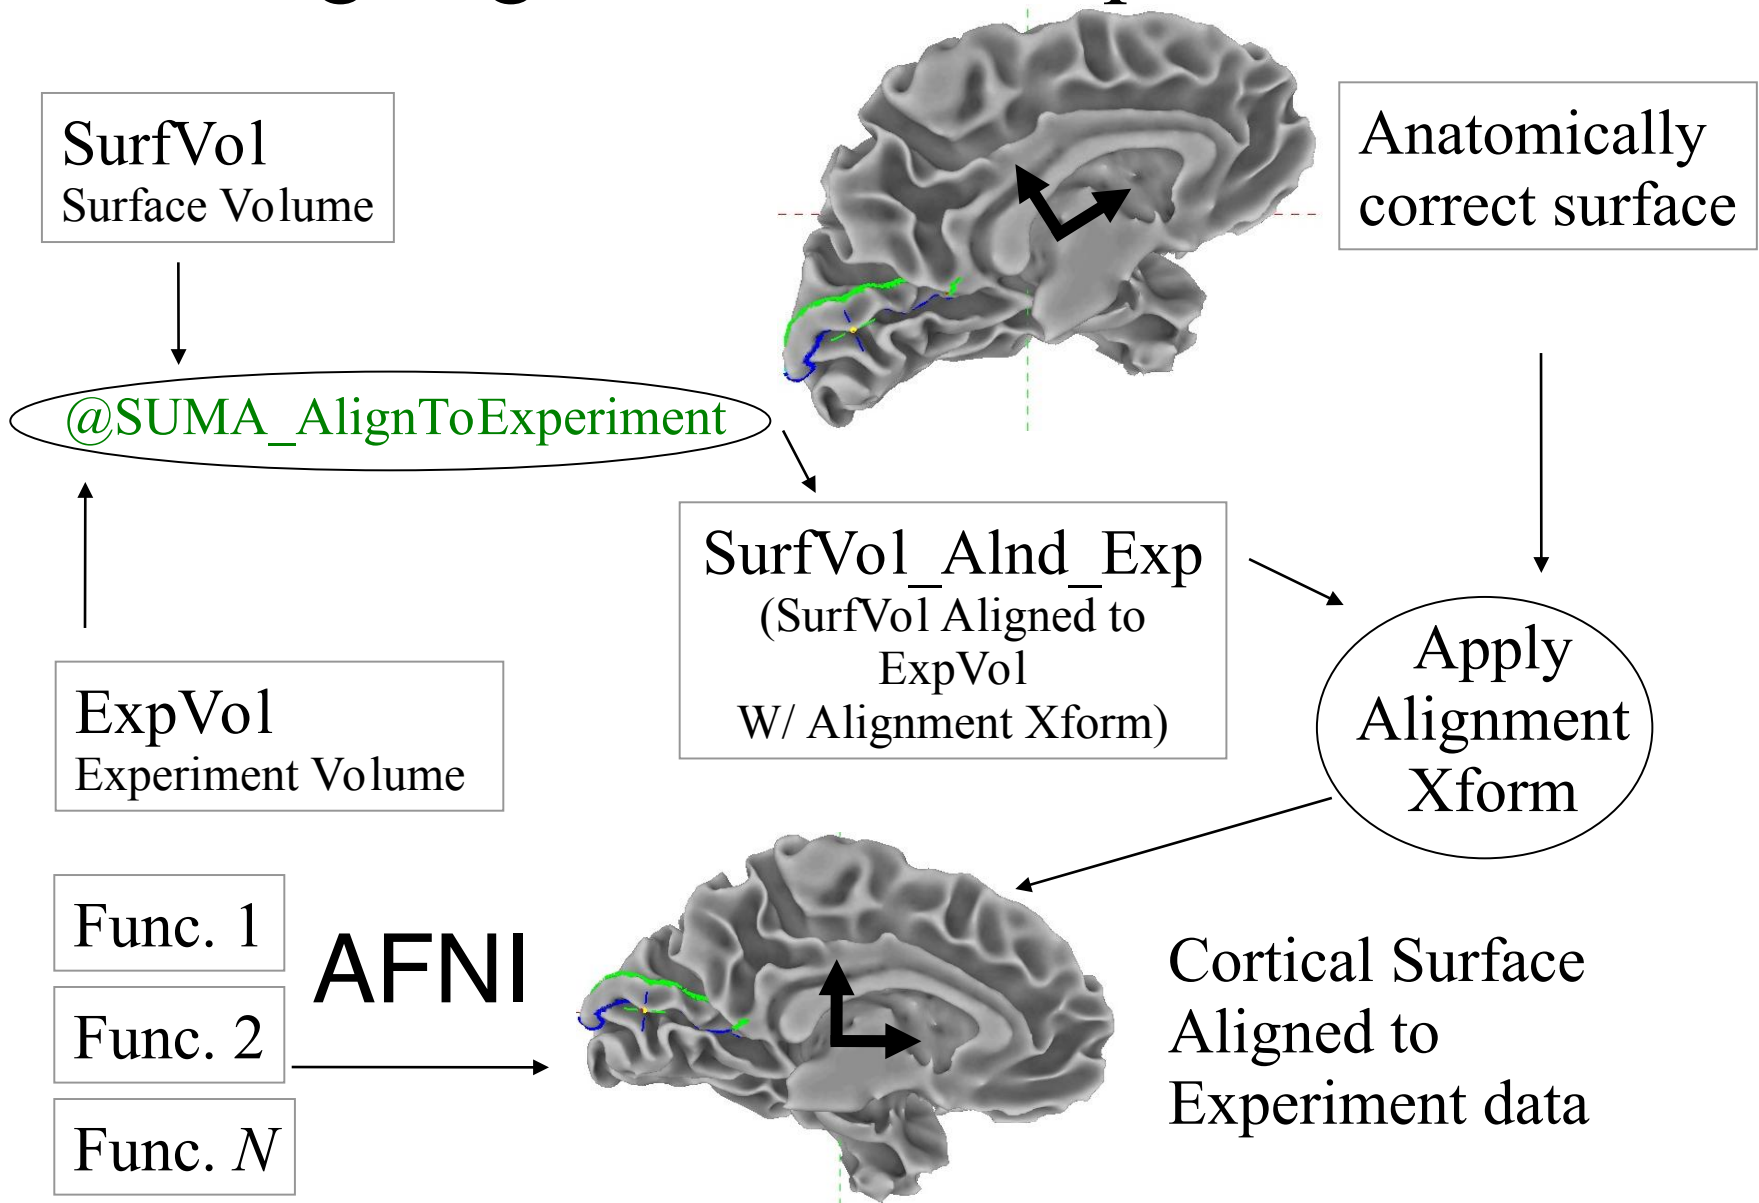 SurfVol
Surface Volume
Anatomically
correct surface
@SUMA_AlignToExperiment
SurfVol_Alnd_Exp
(SurfVol Aligned to
ExpVol
W/ Alignment Xform)
Apply
Alignment
Xform
ExpVol
Experiment Volume
Func. 1
Func. 2
Func. N
AFNI
Cortical Surface
Aligned to
Experiment data